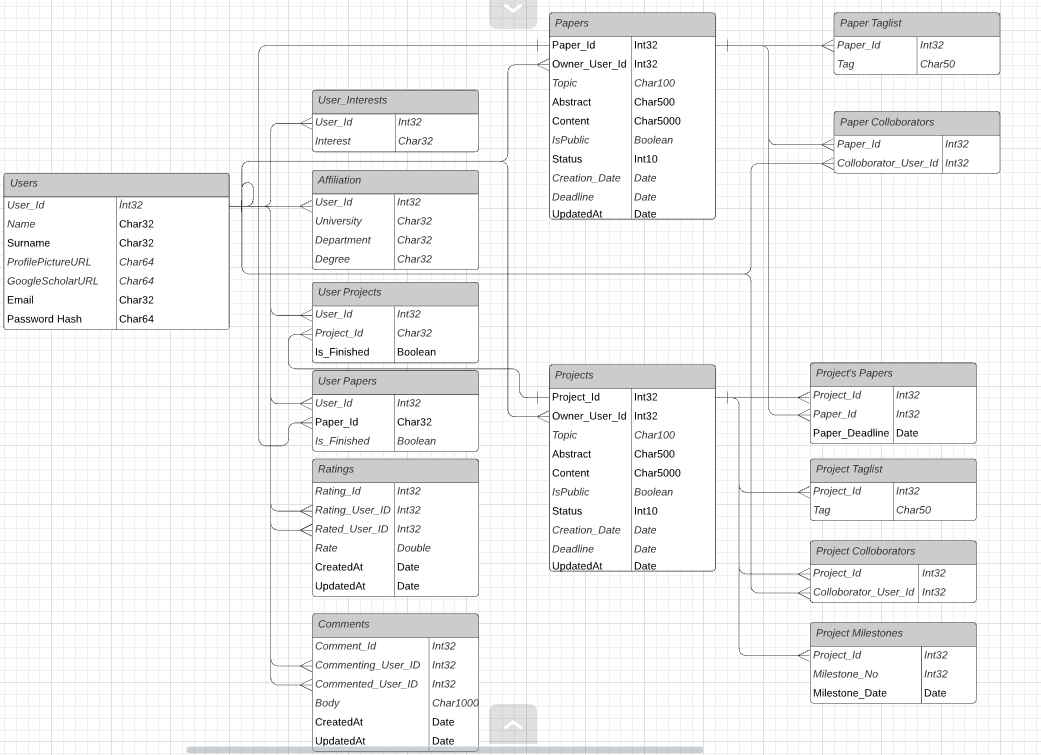 Users
User_Id Int32
Name Char32
Surname Char32
ProfilePictureURL Char64
GoogleScholarURL Char64
Email Char32
Password Hash Char64
User_Interests
User_Id Int32
Interest Char32
Affiliation
User_Id Int32
University Char32
Department Char32
Degree Char32
User Projects
User_Id Int32
Project_Id Char32
Is_Finished Boolean
User Papers
User_Id Int32
Paper_Id Char32
Is_Finished Boolean
Ratings
Rating_Id Int32
Rating_User_ID Int32
Rated_User_ID Int32
Rate Double
CreatedAt Date
UpdatedAt Date
Comments
Comment_Id Int32
Commenting_User_ID Int32
Commented_User_ID Int32
Body Char1000
CreatedAt Date
UpdatedAt Date
Papers
Paper_Id Int32
Owner_User_Id Int32
Topic Char100
Abstract Char500
Content Char5000
IsPublic Boolean
Status Int10
Creation_Date Date
Deadline Date
UpdatedAt Date
Projects
Project_Id Int32
Owner_User_Id Int32
Topic Char100
Abstract Char500
Content Char5000
IsPublic Boolean
Status Int10
Creation_Date Date
Deadline Date
UpdatedAt Date
Paper Taglist
Paper_Id Int32
Tag Char50
Paper Colloborators
Paper_Id Int32
Colloborator_User_Id Int32
Project's Papers
Project_Id Int32
Paper_Id Int32
Paper_Deadline Date
Project Taglist
Project_Id Int32
Tag Char50
Project Colloborators
Project_Id Int32
Colloborator_User_Id Int32
Project Milestones
Project_Id Int32
Milestone_No Int32
Milestone_Date Date